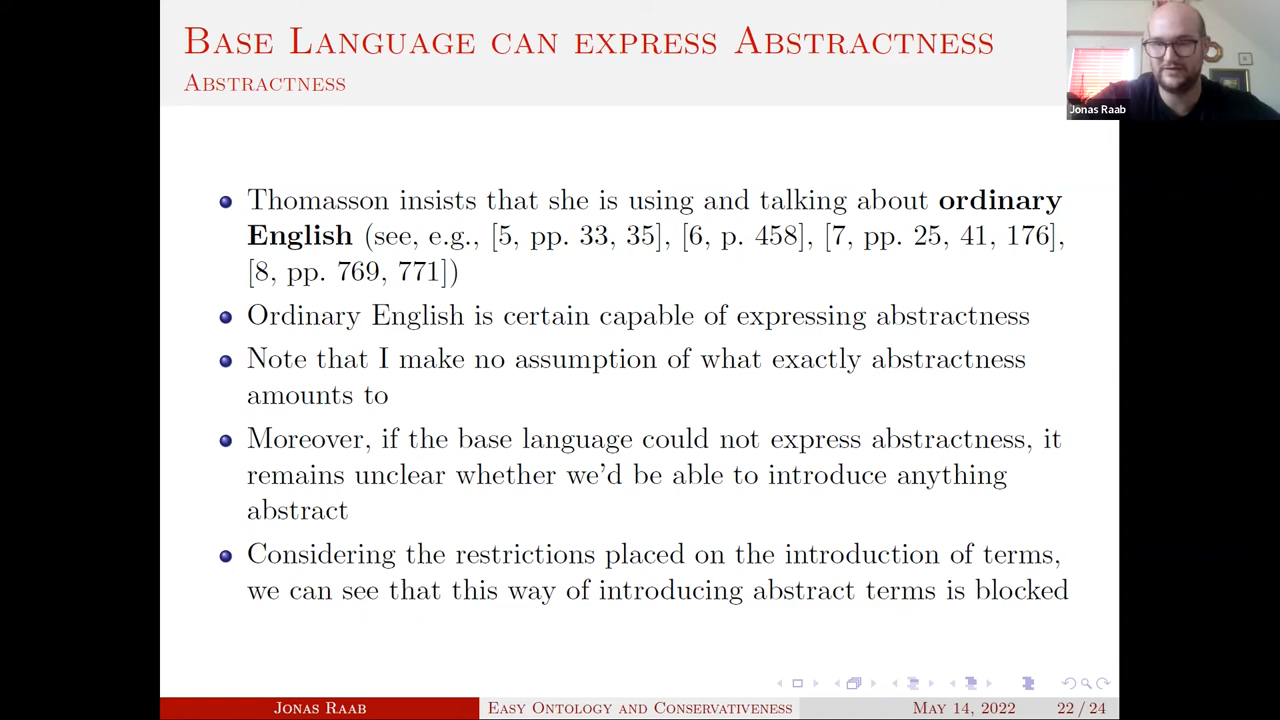 Base Language can express Abstractness
Abstractness
Jonas Raab
Thomasson insists that she is using and talking about ordinary
English (see, e.g., [5, pp. 33, 35], [6, p. 458], [7, pp. 25, 41, 176],
[8, pp. 769, 771])
Ordinary English is certain capable of expressing abstractness
Note that I make no assumption of what exactly abstractness
amounts to
Moreover, if the base language could not express abstractness, it
remains unclear whether we'd be able to introduce anything
abstract
Considering the restrictions placed on the introduction of terms,
we can see that this way of introducing abstract terms is blocked
Jonas Raab
Easy Ontology and Conservativeness
May 14, 2022
22 / 24